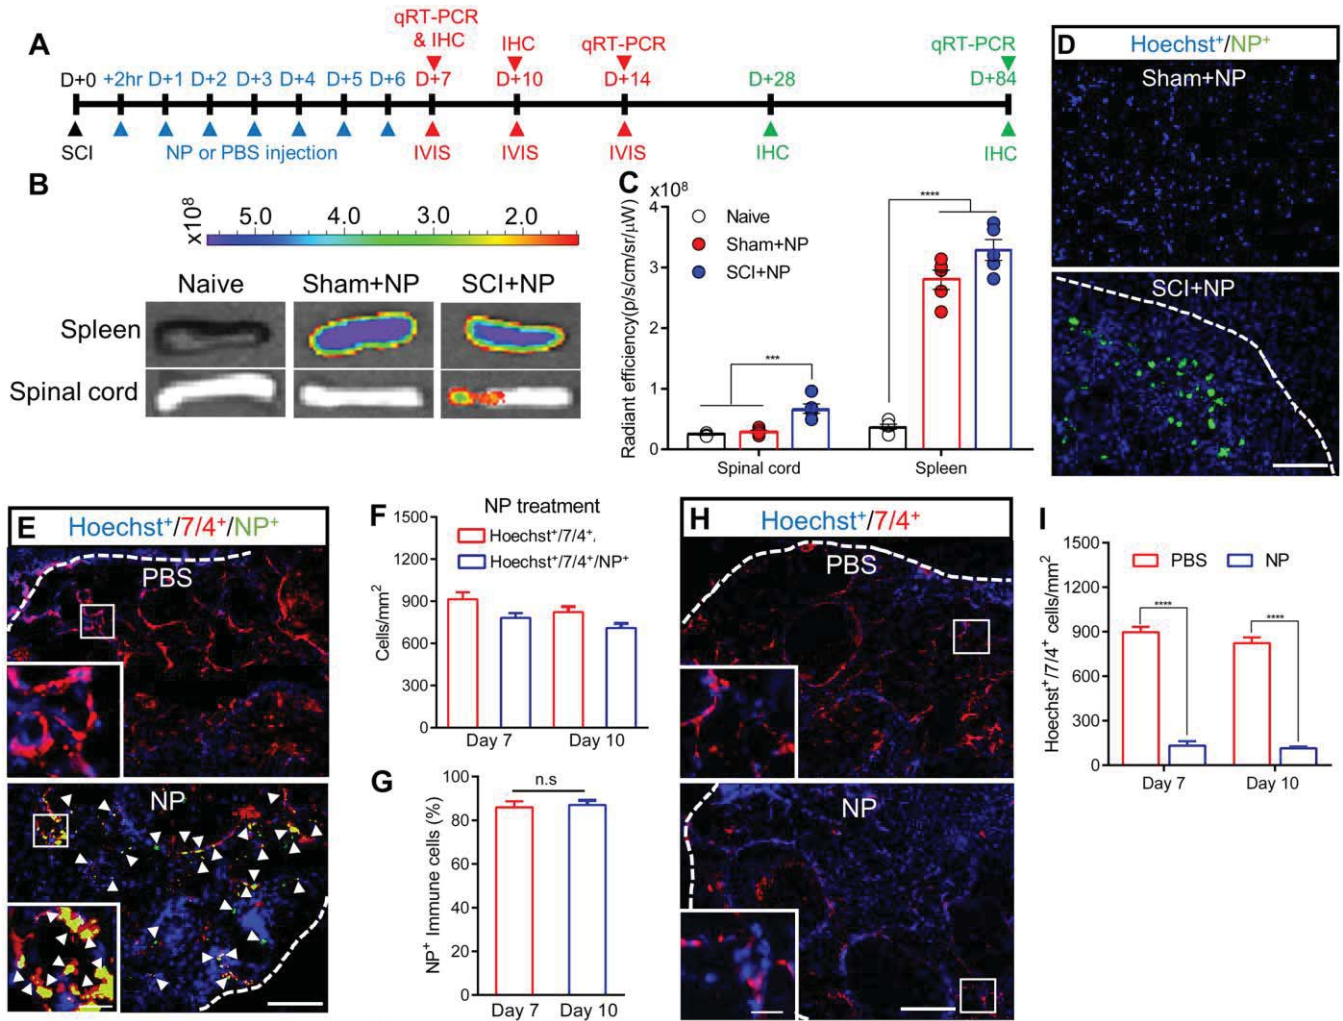 A
qRT-PCR
& IHC
IHC
qRT-PCR
qRT-PCR
D+0 +2hr D+1 D+2 D+3 D+4 D+5 D+6 D+7 D+10 D+14 D+28 D+84
SCI NP or PBS injection IVIS IVIS IVIS IHC IHC
B
x10⁸ 5.0 4.0 3.0 2.0
Naive Sham+NP SCI+NP
Spleen
Spinal cord
C
x10⁸
Radiant efficiency(p/s/cm/sr/µW)
4
3
2
1
0
Naive
Sham+NP
SCI+NP
***
****
Spinal cord Spleen
D Hoechst⁺/NP⁺
Sham+NP
SCI+NP
E Hoechst⁺/7/4⁺/NP⁺
PBS
NP
F
NP treatment
Hoechst⁺/7/4⁺,
Hoechst⁺/7/4⁺/NP⁺
Cells/mm²
1500
1200
900
600
300
0
Day 7 Day 10
G
NP⁺ Immune cells (%)
100
80
60
40
20
0
n.s
Day 7 Day 10
H Hoechst⁺/7/4⁺
PBS
NP
I
Hoechst⁺/7/4⁺ cells/mm²
1500
1200
900
600
300
0
PBS NP
**** ****
Day 7 Day 10